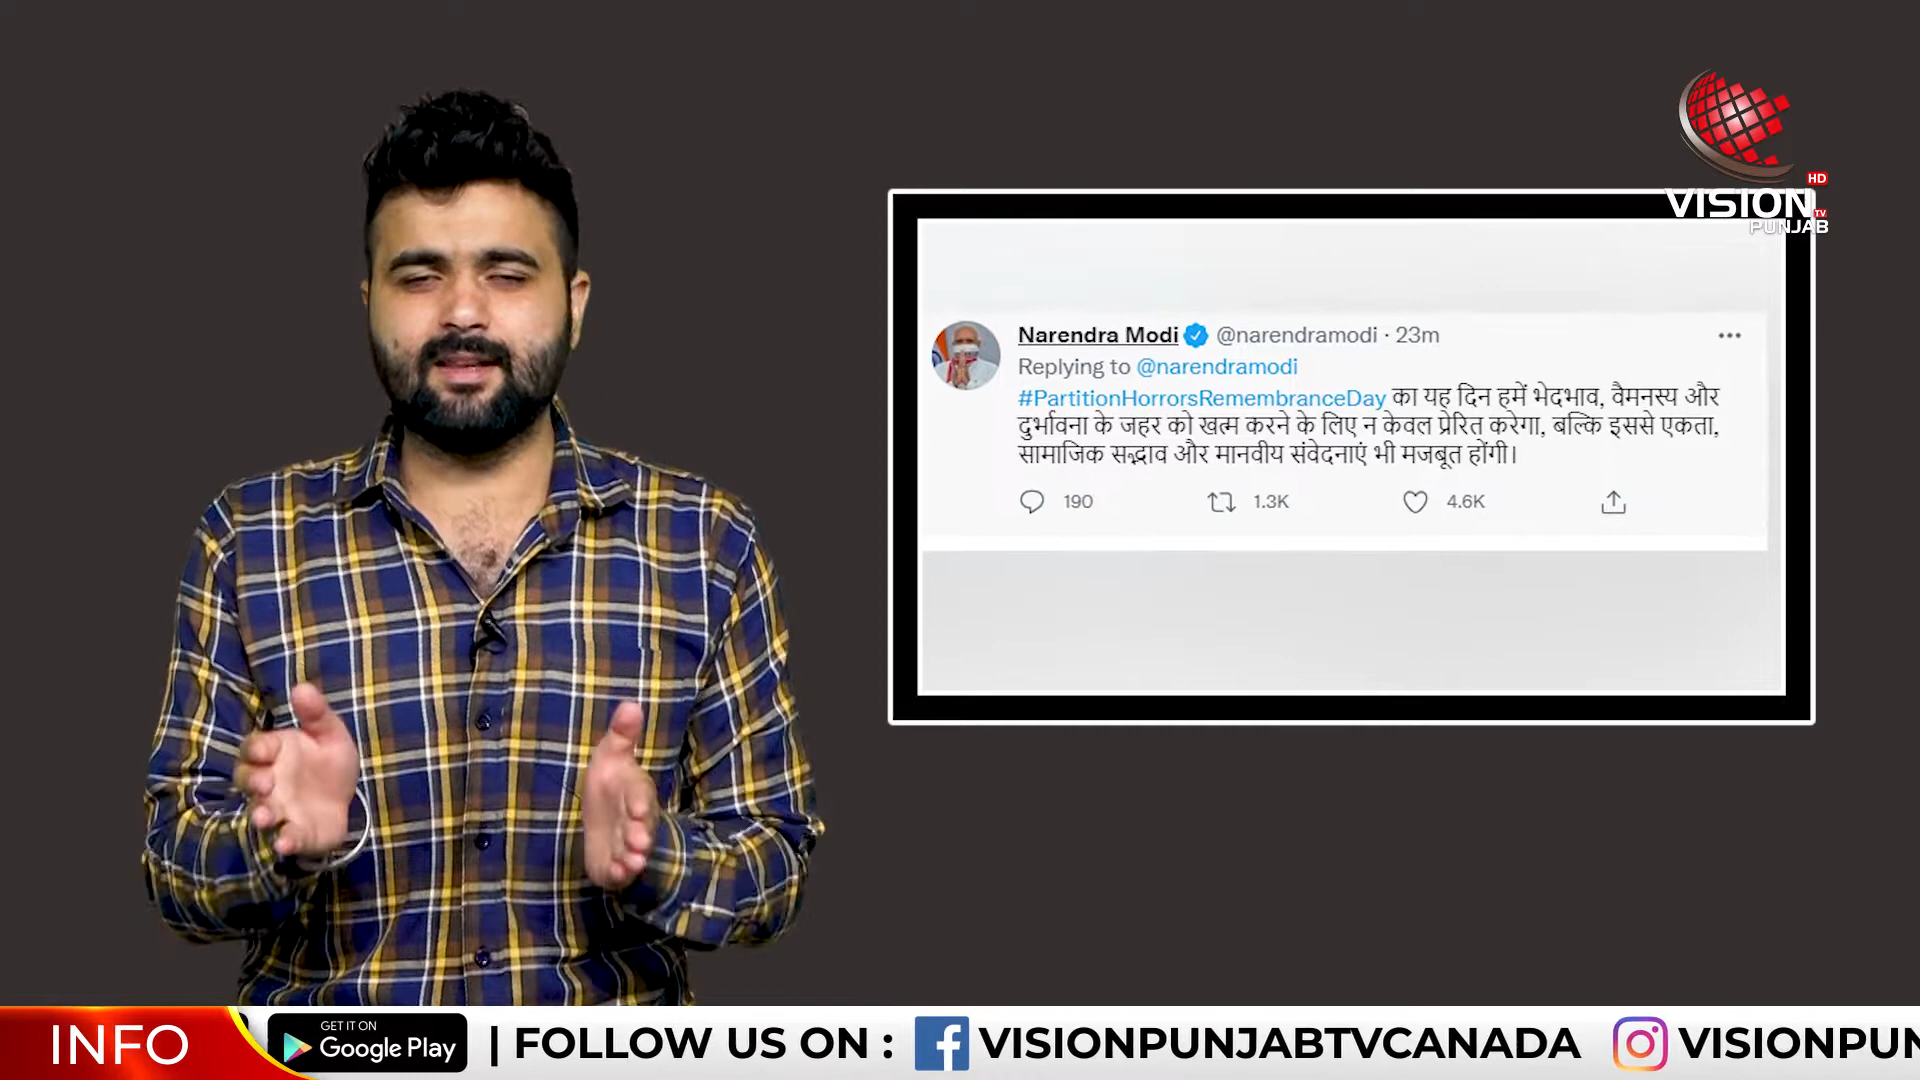 HD
VISION
TV
PUNJAB
Narendra Modi @narendramodi · 23m
Replying to @narendramodi
#PartitionHorrorsRemembranceDay का यह दिन हमें भेदभाव, वैमनस्य और
दुर्भावना के जहर को खत्म करने के लिए न केवल प्रेरित करेगा, बल्कि इससे एकता,
सामाजिक सद्भाव और मानवीय संवेदनाएं भी मजबूत होंगी।
190 1.3K 4.6K
INFO
GET IT ON
Google Play
| FOLLOW US ON : VISIONPUNJABTVCANADA VISIONPUN